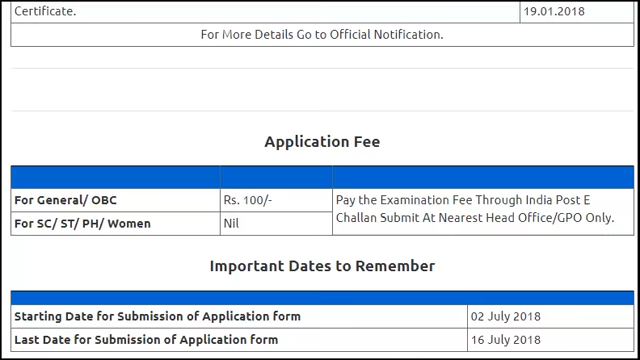 Certificate.
19.01.2018
For More Details Go to Official Notification.
Application Fee
For General/ OBC
Rs. 100/-
Pay the Examination Fee Through India Post E
Challan Submit At Nearest Head Office/GPO Only.
For SC/ ST/ PH/ Women
Nil
Important Dates to Remember
Starting Date for Submission of Application form
02 July 2018
Last Date for Submission of Application form
16 July 2018